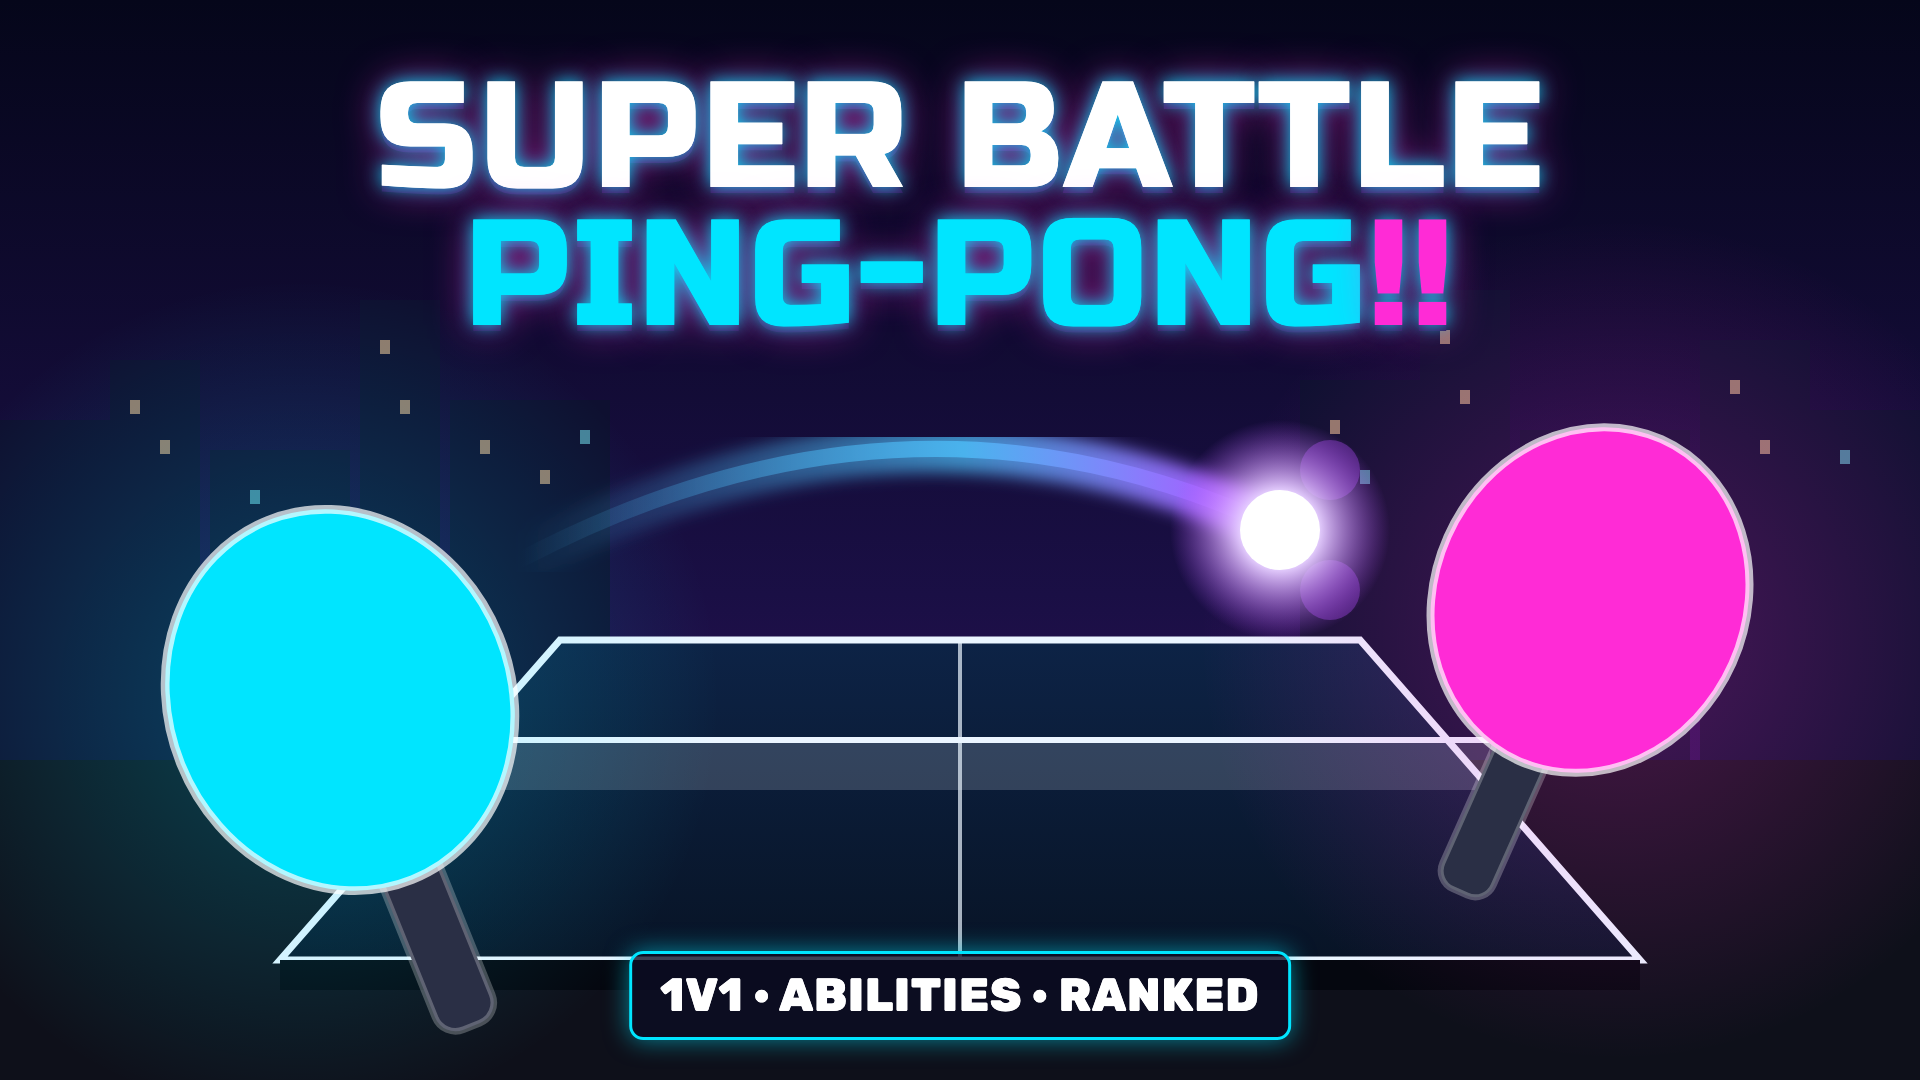 SUPER BATTLE
PING-PONG!!
1V1 • ABILITIES • RANKED